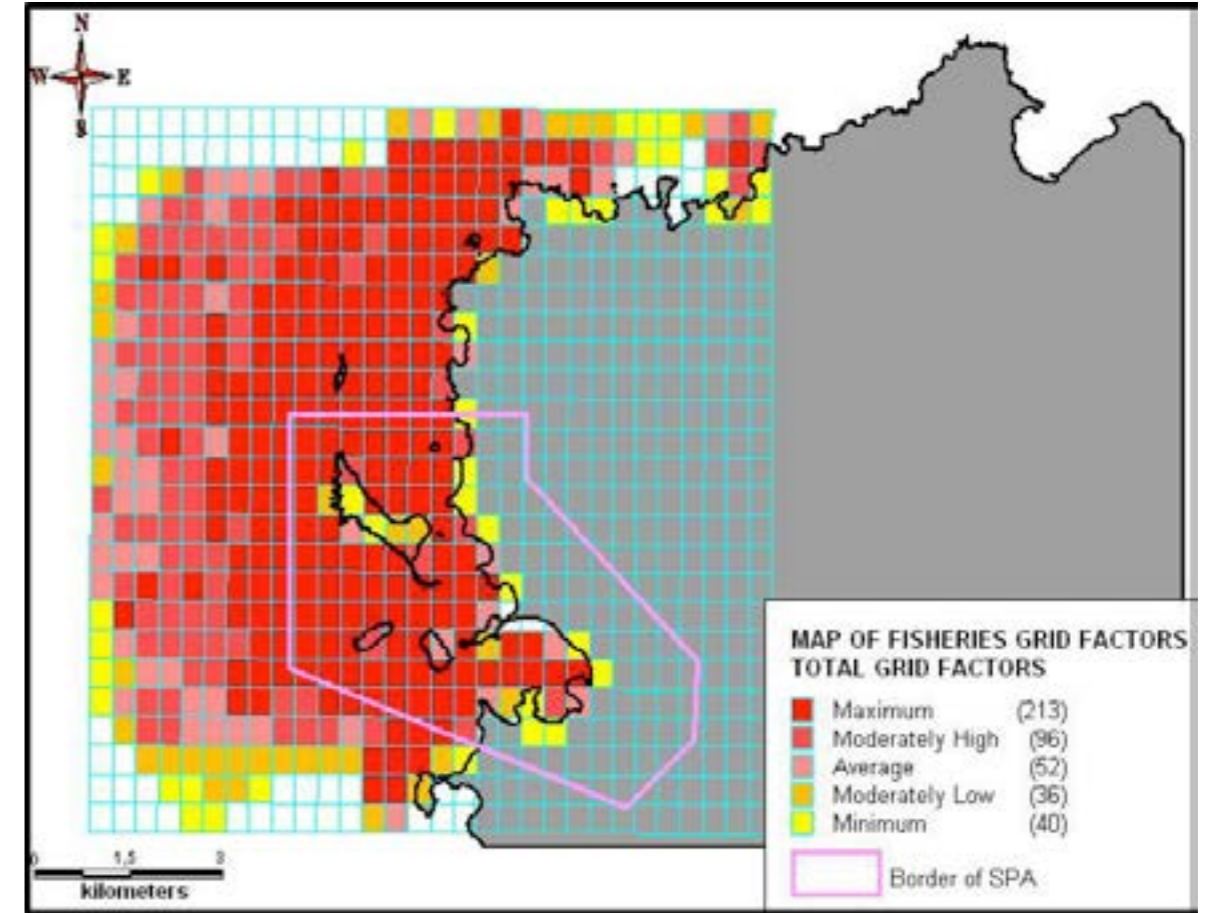 N
W E
S
MAP OF FISHERIES GRID FACTORS
TOTAL GRID FACTORS
Maximum (213)
Moderately High (96)
Average (52)
Moderately Low (36)
Minimum (40)
Border of SPA
0 1,5 3
kilometers